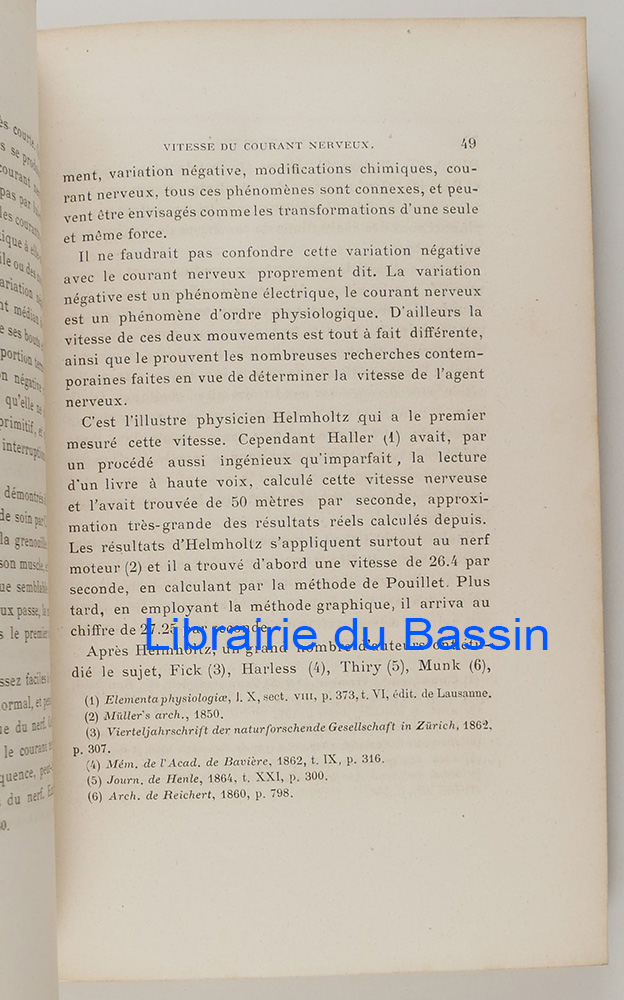 VITESSE DU COURANT NERVEUX. 49
ment, variation négative, modifications chimiques, cou-
rant nerveux, tous ces phénomènes sont connexes, et peu-
vent être envisagés comme les transformations d'une seule
et même force.
Il ne faudrait pas confondre cette variation négative
avec le courant nerveux proprement dit. La variation
négative est un phénomène électrique, le courant nerveux
est un phénomène d'ordre physiologique. D'ailleurs la
vitesse de ces deux mouvements est tout à fait différente,
ainsi que le prouvent les nombreuses recherches contem-
poraines faites en vue de déterminer la vitesse de l'agent
nerveux.
C'est l'illustre physicien Helmholtz qui a le premier
mesuré cette vitesse. Cependant Haller (1) avait, par
un procédé aussi ingénieux qu'imparfait, la lecture
d'un livre à haute voix, calculé cette vitesse nerveuse
et l'avait trouvée de 50 mètres par seconde, approxi-
mation très-grande des résultats réels calculés depuis.
Les résultats d'Helmholtz s'appliquent surtout au nerf
moteur (2) et il a trouvé d'abord une vitesse de 26.4 par
seconde, en calculant par la méthode de Pouillet. Plus
tard, en employant la méthode graphique, il arriva au
chiffre de 27.25 par seconde.
Librairie du Bassin
Après Helmholtz, un grand nombre d'auteurs ont étu-
dié le sujet, Fick (3), Harless (4), Thiry (5), Munk (6),
(1) Elementa physiologiæ, l. X, sect. VIII, p. 373, t. VI, édit. de Lausanne.
(2) Müller's arch., 1850.
(3) Vierteljahrschrift der naturforschende Gesellschaft in Zürich, 1862,
p. 307.
(4) Mém. de l'Acad. de Bavière, 1862, t. IX, p. 316.
(5) Journ. de Henle, 1864, t. XXI, p. 300.
(6) Arch. de Reichert, 1860, p. 798.